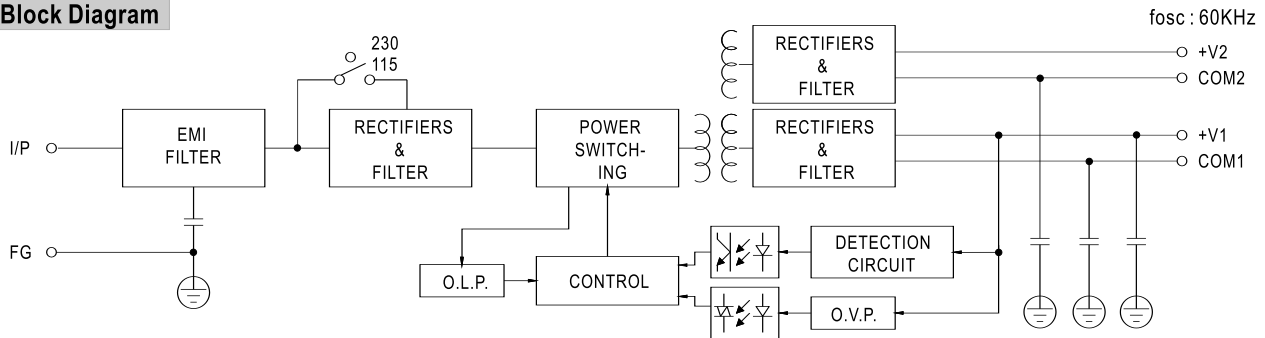 Block Diagram
fosc : 60KHz
230
115
RECTIFIERS
&
FILTER
+V2
COM2
I/P
EMI
FILTER
RECTIFIERS
&
FILTER
POWER
SWITCH-
ING
RECTIFIERS
&
FILTER
+V1
COM1
FG
O.L.P.
CONTROL
DETECTION
CIRCUIT
O.V.P.